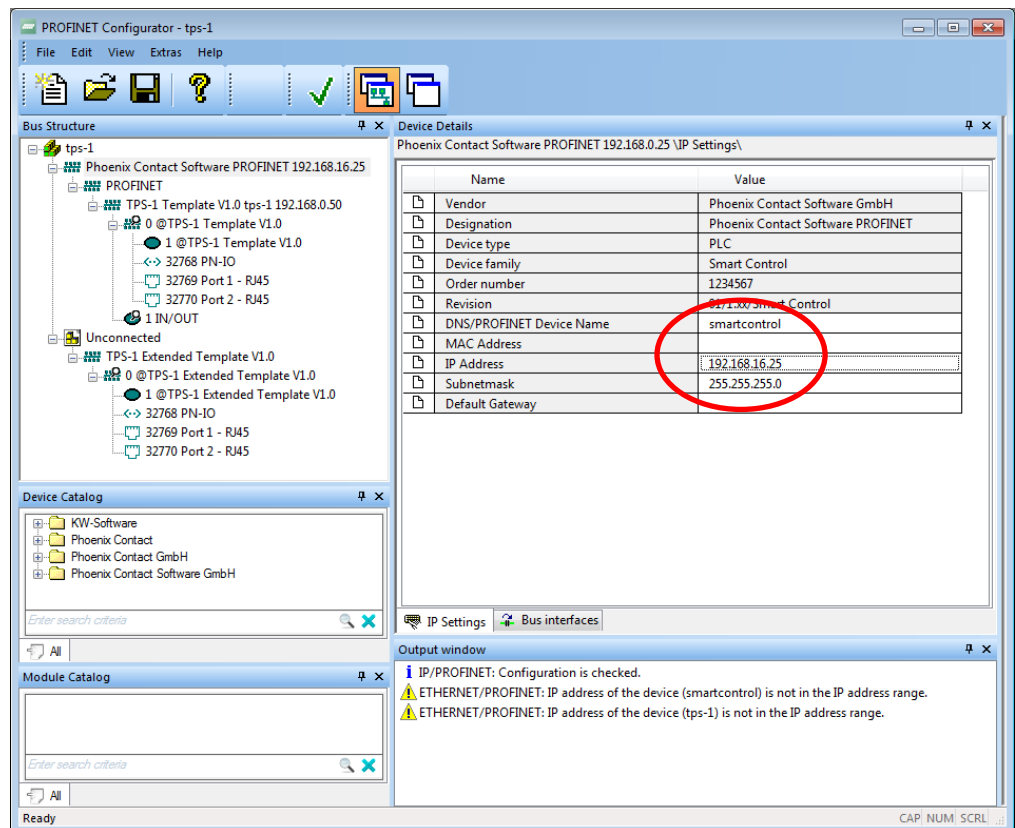 PROFINET Configurator - tps-1
File Edit View Extras Help
Bus Structure
tps-1
Phoenix Contact Software PROFINET 192.168.16.25
PROFINET
TPS-1 Template V1.0 tps-1 192.168.0.50
0 @TPS-1 Template V1.0
1 @TPS-1 Template V1.0
32768 PN-IO
32769 Port 1 - RJ45
32770 Port 2 - RJ45
1 IN/OUT
Unconnected
TPS-1 Extended Template V1.0
0 @TPS-1 Extended Template V1.0
1 @TPS-1 Extended Template V1.0
32768 PN-IO
32769 Port 1 - RJ45
32770 Port 2 - RJ45
Device Catalog
KW-Software
Phoenix Contact
Phoenix Contact GmbH
Phoenix Contact Software GmbH
Enter search criteria
All
Module Catalog
Enter search criteria
All
Device Details
Phoenix Contact Software PROFINET 192.168.0.25 \IP Settings\
Name Value
Vendor Phoenix Contact Software GmbH
Designation Phoenix Contact Software PROFINET
Device type PLC
Device family Smart Control
Order number 1234567
Revision 01/1.xx/Smart Control
DNS/PROFINET Device Name smartcontrol
MAC Address
IP Address 192.168.16.25
Subnetmask 255.255.255.0
Default Gateway
IP Settings Bus interfaces
Output window
IP/PROFINET: Configuration is checked.
ETHERNET/PROFINET: IP address of the device (smartcontrol) is not in the IP address range.
ETHERNET/PROFINET: IP address of the device (tps-1) is not in the IP address range.
Ready CAP NUM SCRL